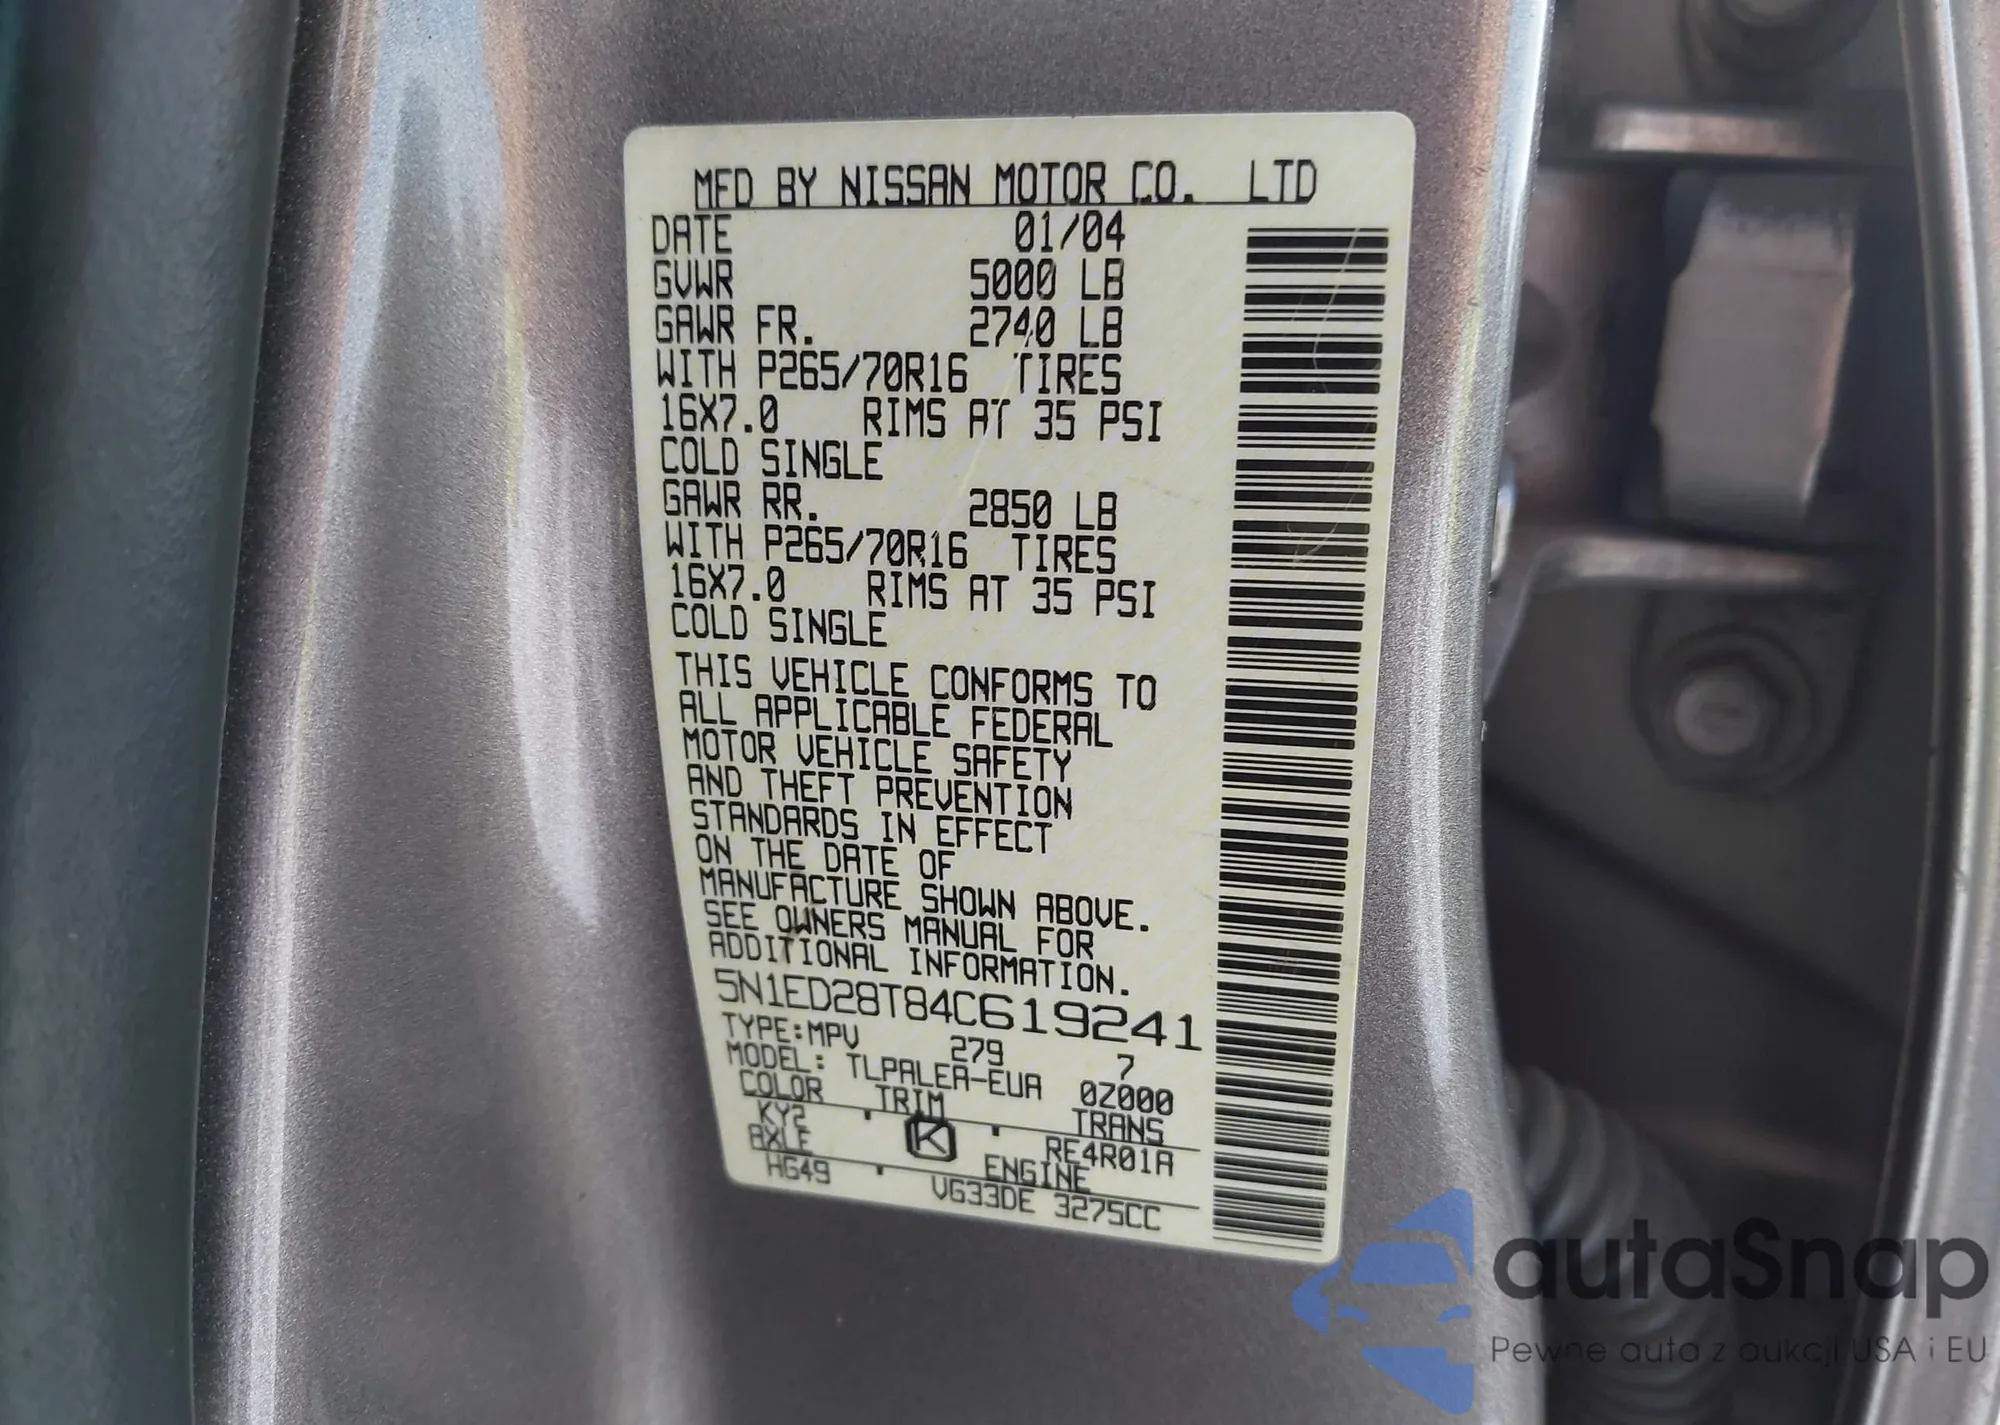 MFD BY NISSAN MOTOR CO. LTD
DATE 01/04
GVWR 5000 LB
GAWR FR. 2740 LB
WITH P265/70R16 TIRES
16X7.0 RIMS AT 35 PSI
COLD SINGLE
GAWR RR. 2850 LB
WITH P265/70R16 TIRES
16X7.0 RIMS AT 35 PSI
COLD SINGLE
THIS VEHICLE CONFORMS TO
ALL APPLICABLE FEDERAL
MOTOR VEHICLE SAFETY
AND THEFT PREVENTION
STANDARDS IN EFFECT
ON THE DATE OF
MANUFACTURE SHOWN ABOVE.
SEE OWNERS MANUAL FOR
ADDITIONAL INFORMATION.
5N1ED28T84C619241
TYPE:MPV 279 7
MODEL: TLPALEA-EUA 0Z000
COLOR TRIM TRANS
KY2 K RE4R01A
AXLE ENGINE
HG49 VG33DE 3275CC
autaSnap
Pewne auta z aukcji USA i EU